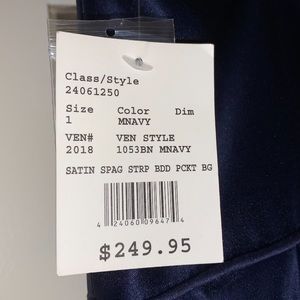 Class/Style
24061250
Size Color Dim
1 MNAVY
VEN# VEN STYLE
2018 1053BN MNAVY
SATIN SPAG STRP BDD PCKT BG
4 24060 09647 4
$249.95